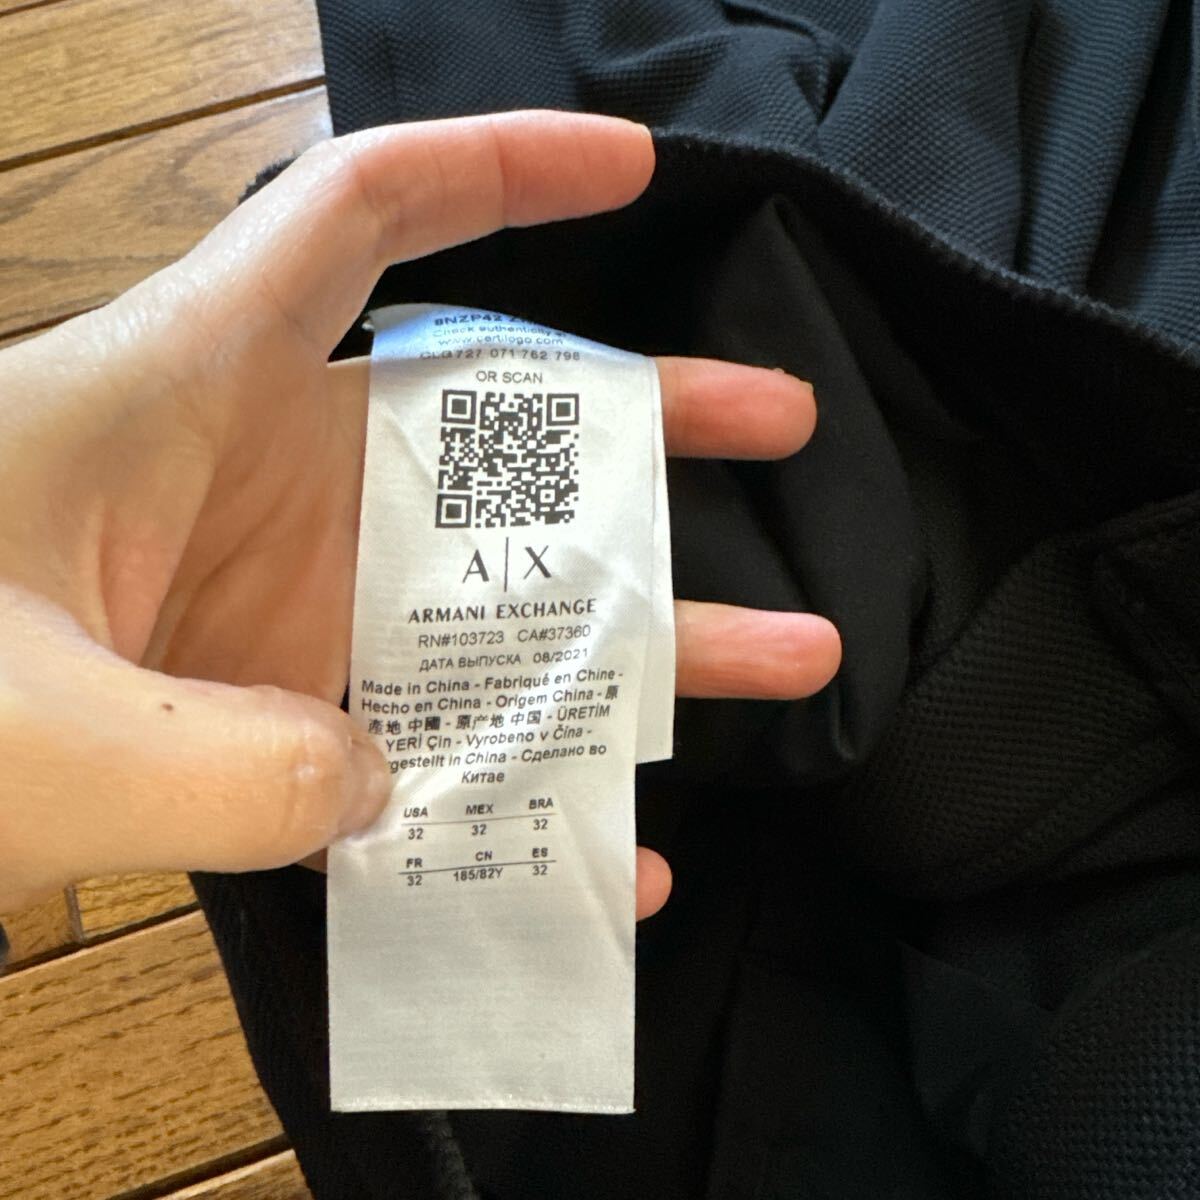 8NZP42
Check authenticity
www.certilogo.com
CLG 727 071 762 798
OR SCAN
A|X
ARMANI EXCHANGE
RN#103723 CA#37360
ДАТА ВЫПУСКА 08/2021
Made in China - Fabriqué en Chine -
Hecho en China - Origem China - 原
產地 中國 - 原产地 中国 - ÜRETİM
YERİ Çin - Vyrobeno v Čína -
in China - Сделано во
Китае
USA MEX BRA
32 32 32
FR CN ES
32 185/82Y 32